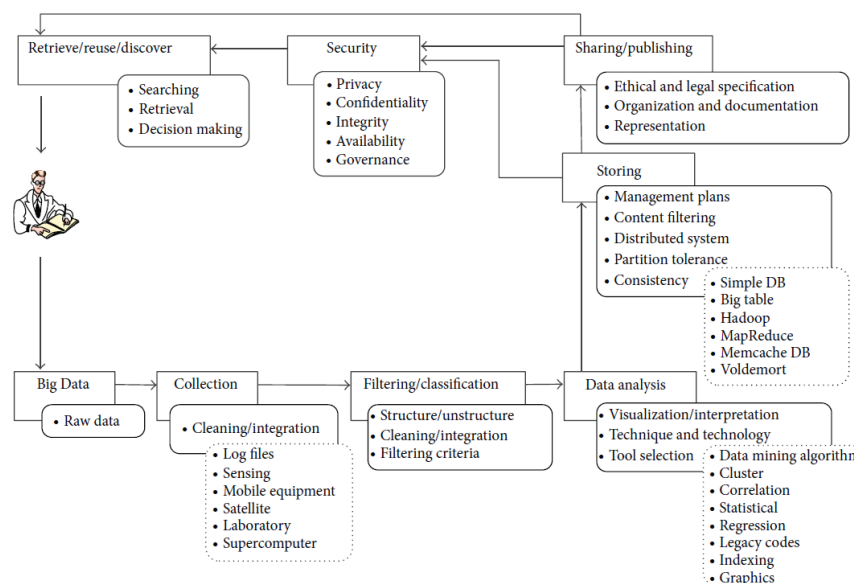 Retrieve/reuse/discover
• Searching
• Retrieval
• Decision making
Security
• Privacy
• Confidentiality
• Integrity
• Availability
• Governance
Sharing/publishing
• Ethical and legal specification
• Organization and documentation
• Representation
Storing
• Management plans
• Content filtering
• Distributed system
• Partition tolerance
• Consistency
• Simple DB
• Big table
• Hadoop
• MapReduce
• Memcache DB
• Voldemort
Big Data
• Raw data
Collection
• Cleaning/integration
• Log files
• Sensing
• Mobile equipment
• Satellite
• Laboratory
• Supercomputer
Filtering/classification
• Structure/unstructure
• Cleaning/integration
• Filtering criteria
Data analysis
• Visualization/interpretation
• Technique and technology
• Tool selection
• Data mining algorithm
• Cluster
• Correlation
• Statistical
• Regression
• Legacy codes
• Indexing
• Graphics